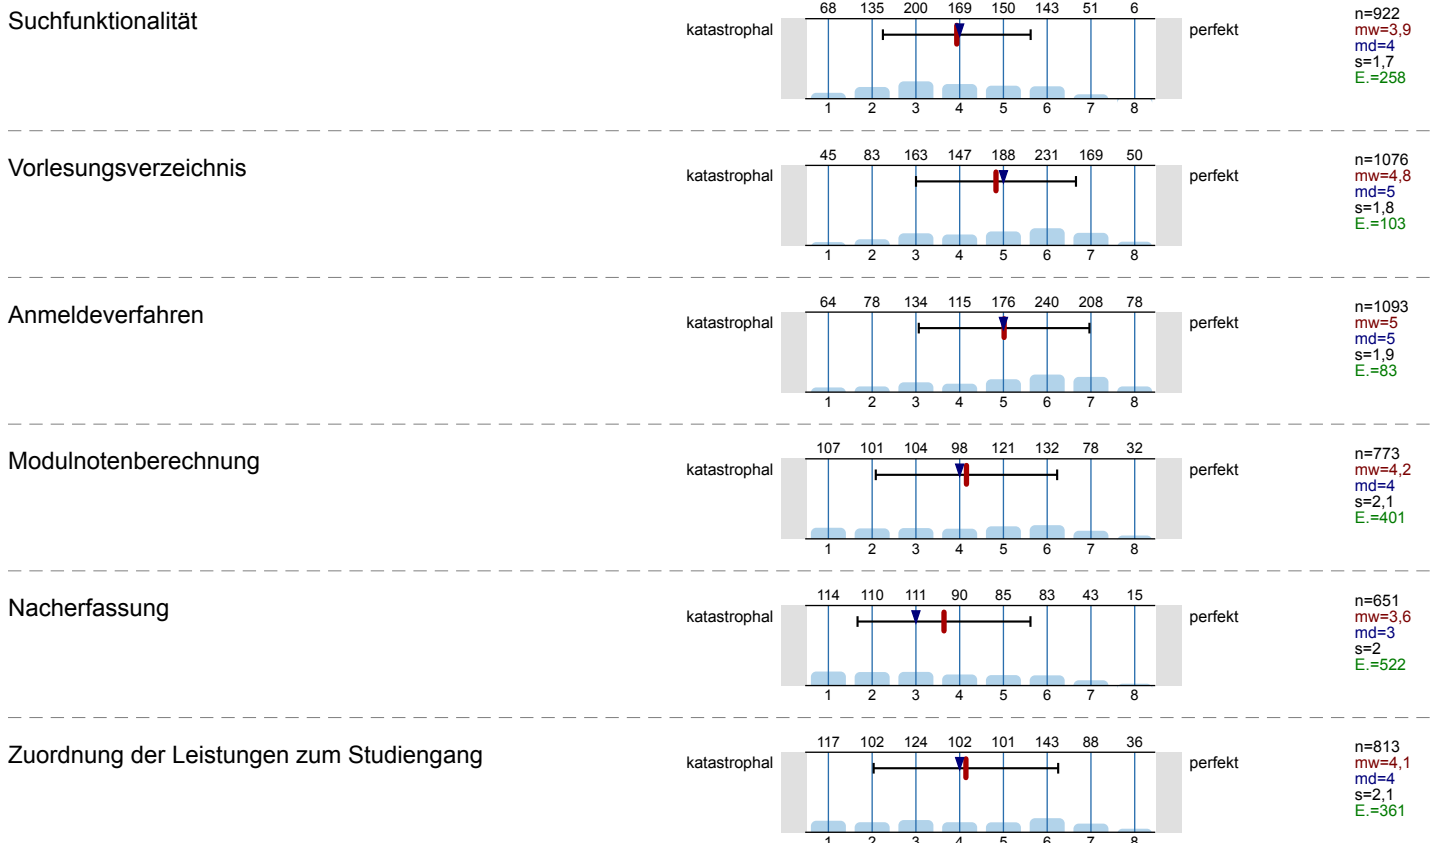 Suchfunktionalität
68 135 200 169 150 143 51 6
katastrophal perfekt
1 2 3 4 5 6 7 8
n=922
mw=3,9
md=4
s=1,7
E.=258
Vorlesungsverzeichnis
45 83 163 147 188 231 169 50
katastrophal perfekt
1 2 3 4 5 6 7 8
n=1076
mw=4,8
md=5
s=1,8
E.=103
Anmeldeverfahren
64 78 134 115 176 240 208 78
katastrophal perfekt
1 2 3 4 5 6 7 8
n=1093
mw=5
md=5
s=1,9
E.=83
Modulnotenberechnung
107 101 104 98 121 132 78 32
katastrophal perfekt
1 2 3 4 5 6 7 8
n=773
mw=4,2
md=4
s=2,1
E.=401
Nacherfassung
114 110 111 90 85 83 43 15
katastrophal perfekt
1 2 3 4 5 6 7 8
n=651
mw=3,6
md=3
s=2
E.=522
Zuordnung der Leistungen zum Studiengang
117 102 124 102 101 143 88 36
katastrophal perfekt
1 2 3 4 5 6 7 8
n=813
mw=4,1
md=4
s=2,1
E.=361